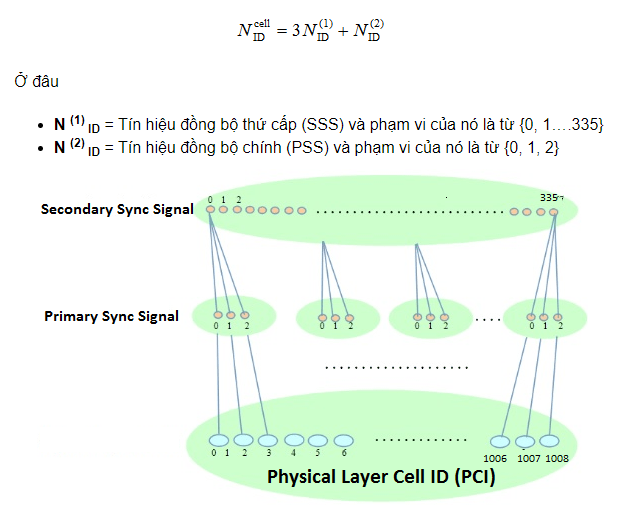 N_ID^cell = 3 N_ID^(1) + N_ID^(2)
Ở đâu
• N (1) ID = Tín hiệu đồng bộ thứ cấp (SSS) và phạm vi của nó là từ {0, 1....335}
• N (2) ID = Tín hiệu đồng bộ chính (PSS) và phạm vi của nó là từ {0, 1, 2}
0 1 2 335
Secondary Sync Signal
Primary Sync Signal
0 1 2 0 1 2 0 1 2 0 1 2
0 1 2 3 4 5 6 1006 1007 1008
Physical Layer Cell ID (PCI)